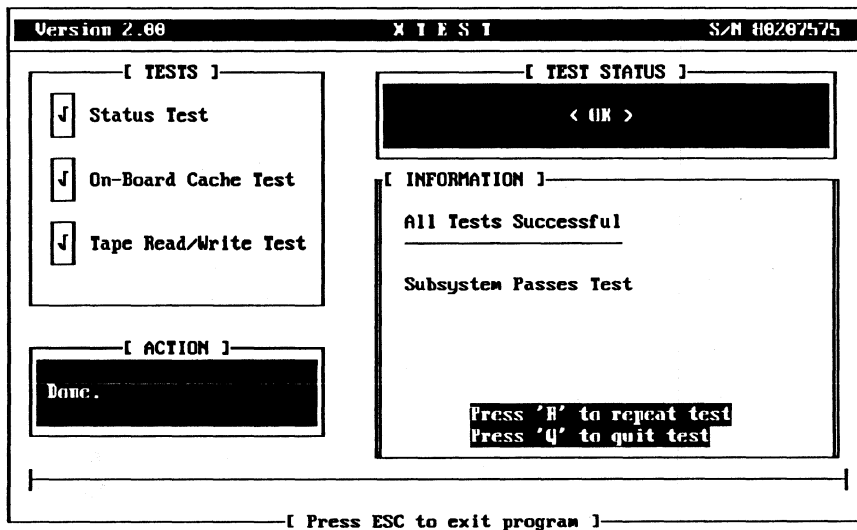 Version 2.00 X T E S T S/N 80207575
[ TESTS ]
√ Status Test
√ On-Board Cache Test
√ Tape Read/Write Test
[ TEST STATUS ]
< OK >
[ INFORMATION ]
All Tests Successful
Subsystem Passes Test
Press 'R' to repeat test
Press 'Q' to quit test
[ ACTION ]
Done.
[ Press ESC to exit program ]